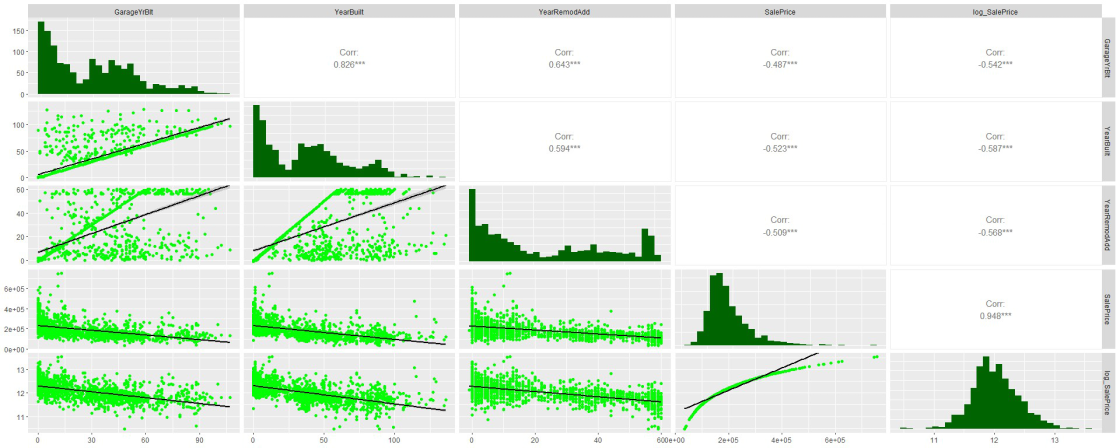 GarageYrBlt YearBuilt YearRemodAdd SalePrice log_SalePrice
150
100
50
0
Corr:
0.826***
Corr:
0.643***
Corr:
-0.487***
Corr:
-0.542***
GarageYrBlt
100
50
0
Corr:
0.594***
Corr:
-0.523***
Corr:
-0.587***
YearBuilt
60
40
20
0
Corr:
-0.509***
Corr:
-0.568***
YearRemodAdd
6e+05
4e+05
2e+05
0e+00
Corr:
0.948***
SalePrice
13
12
11
log_SalePrice
0 30 60 90 0 50 100 0 20 40 60 0e+00 2e+05 4e+05 6e+05 11 12 13